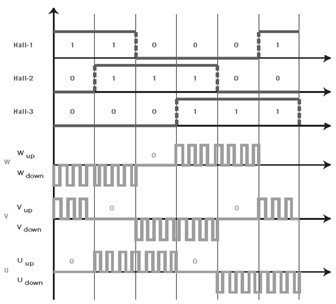 Hall-1 1 1 0 0 0 1
Hall-2 0 1 1 1 0 0
Hall-3 0 0 0 1 1 1
W up 0
W
W down
V up 0 0
V
V down
U up 0
U
U down